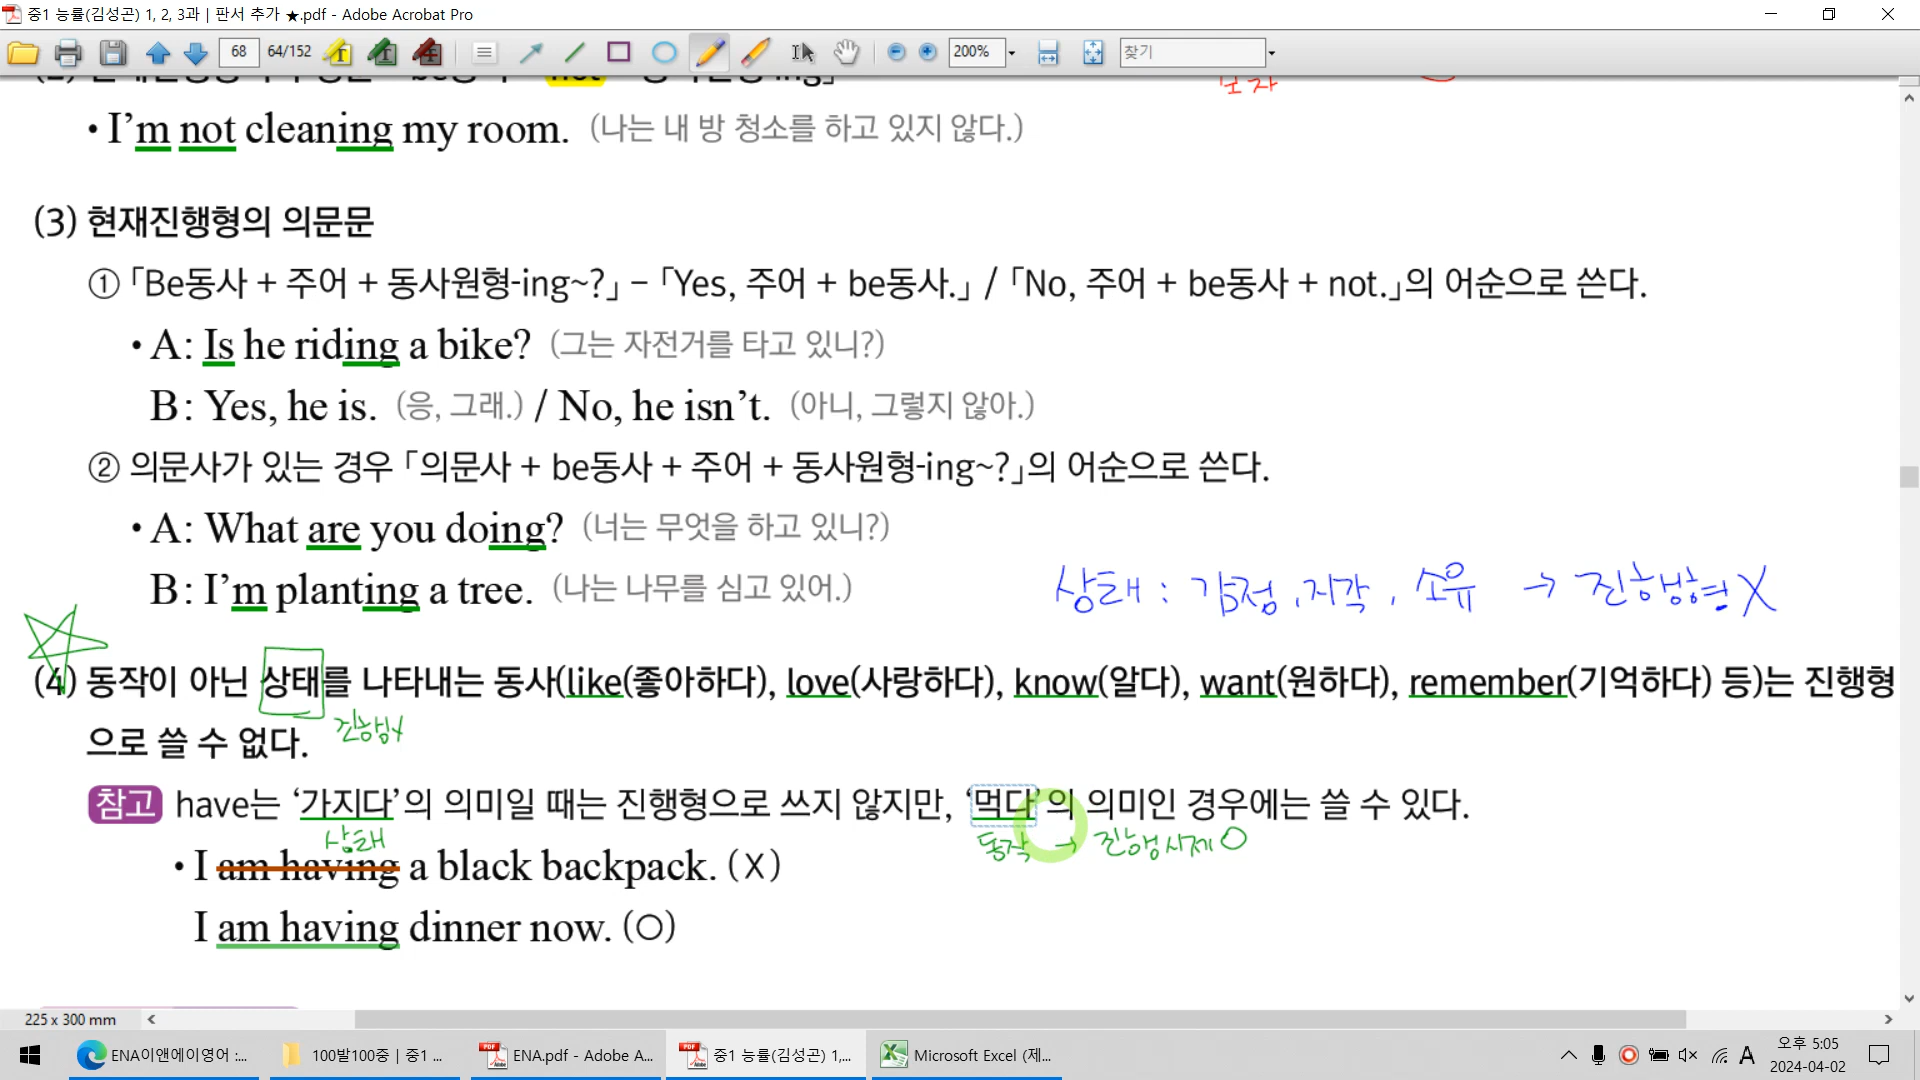 중1 능률(김성곤) 1, 2, 3과 | 판서 추가 ★.pdf - Adobe Acrobat Pro
68 64/152 200% 찾기
not
보자
• I’m not cleaning my room. (나는 내 방 청소를 하고 있지 않다.)
(3) 현재진행형의 의문문
① 「Be동사 + 주어 + 동사원형-ing~?」 – 「Yes, 주어 + be동사.」 / 「No, 주어 + be동사 + not.」의 어순으로 쓴다.
• A: Is he riding a bike? (그는 자전거를 타고 있니?)
B: Yes, he is. (응, 그래.) / No, he isn’t. (아니, 그렇지 않아.)
② 의문사가 있는 경우 「의문사 + be동사 + 주어 + 동사원형-ing~?」의 어순으로 쓴다.
• A: What are you doing? (너는 무엇을 하고 있니?)
B: I’m planting a tree. (나는 나무를 심고 있어.)
상태 : 감정, 지각, 소유 → 진행형 X
(4) 동작이 아닌 상태를 나타내는 동사(like(좋아하다), love(사랑하다), know(알다), want(원하다), remember(기억하다) 등)는 진행형
으로 쓸 수 없다.
진행X
참고 have는 ‘가지다’의 의미일 때는 진행형으로 쓰지 않지만, ‘먹다’의 의미인 경우에는 쓸 수 있다.
상태
동작 → 진행시제 O
• I am having a black backpack. (X)
I am having dinner now. (O)
225 x 300 mm
ENA이앤에이영어 :... 100발100중 | 중1 ... ENA.pdf - Adobe A... 중1 능률(김성곤) 1,... Microsoft Excel (제... A 오후 5:05
2024-04-02